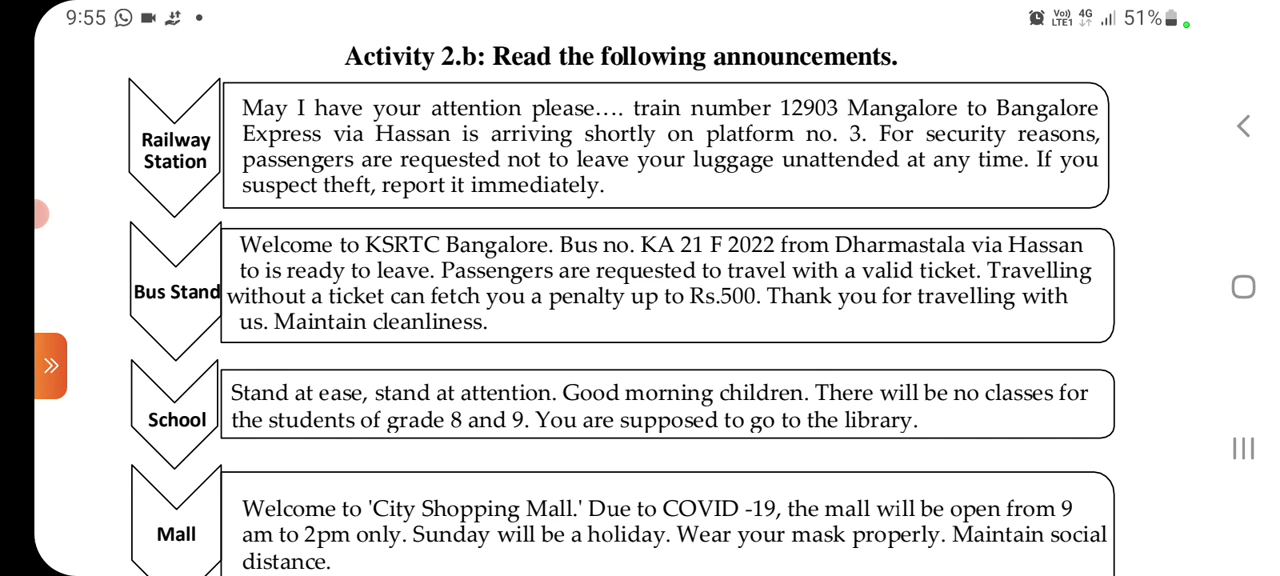 9:55
Vo)) 4G
LTE1 51%
Activity 2.b: Read the following announcements.
Railway
Station
May I have your attention please…. train number 12903 Mangalore to Bangalore
Express via Hassan is arriving shortly on platform no. 3. For security reasons,
passengers are requested not to leave your luggage unattended at any time. If you
suspect theft, report it immediately.
Bus Stand
Welcome to KSRTC Bangalore. Bus no. KA 21 F 2022 from Dharmastala via Hassan
to is ready to leave. Passengers are requested to travel with a valid ticket. Travelling
without a ticket can fetch you a penalty up to Rs.500. Thank you for travelling with
us. Maintain cleanliness.
School
Stand at ease, stand at attention. Good morning children. There will be no classes for
the students of grade 8 and 9. You are supposed to go to the library.
Mall
Welcome to 'City Shopping Mall.' Due to COVID -19, the mall will be open from 9
am to 2pm only. Sunday will be a holiday. Wear your mask properly. Maintain social
distance.